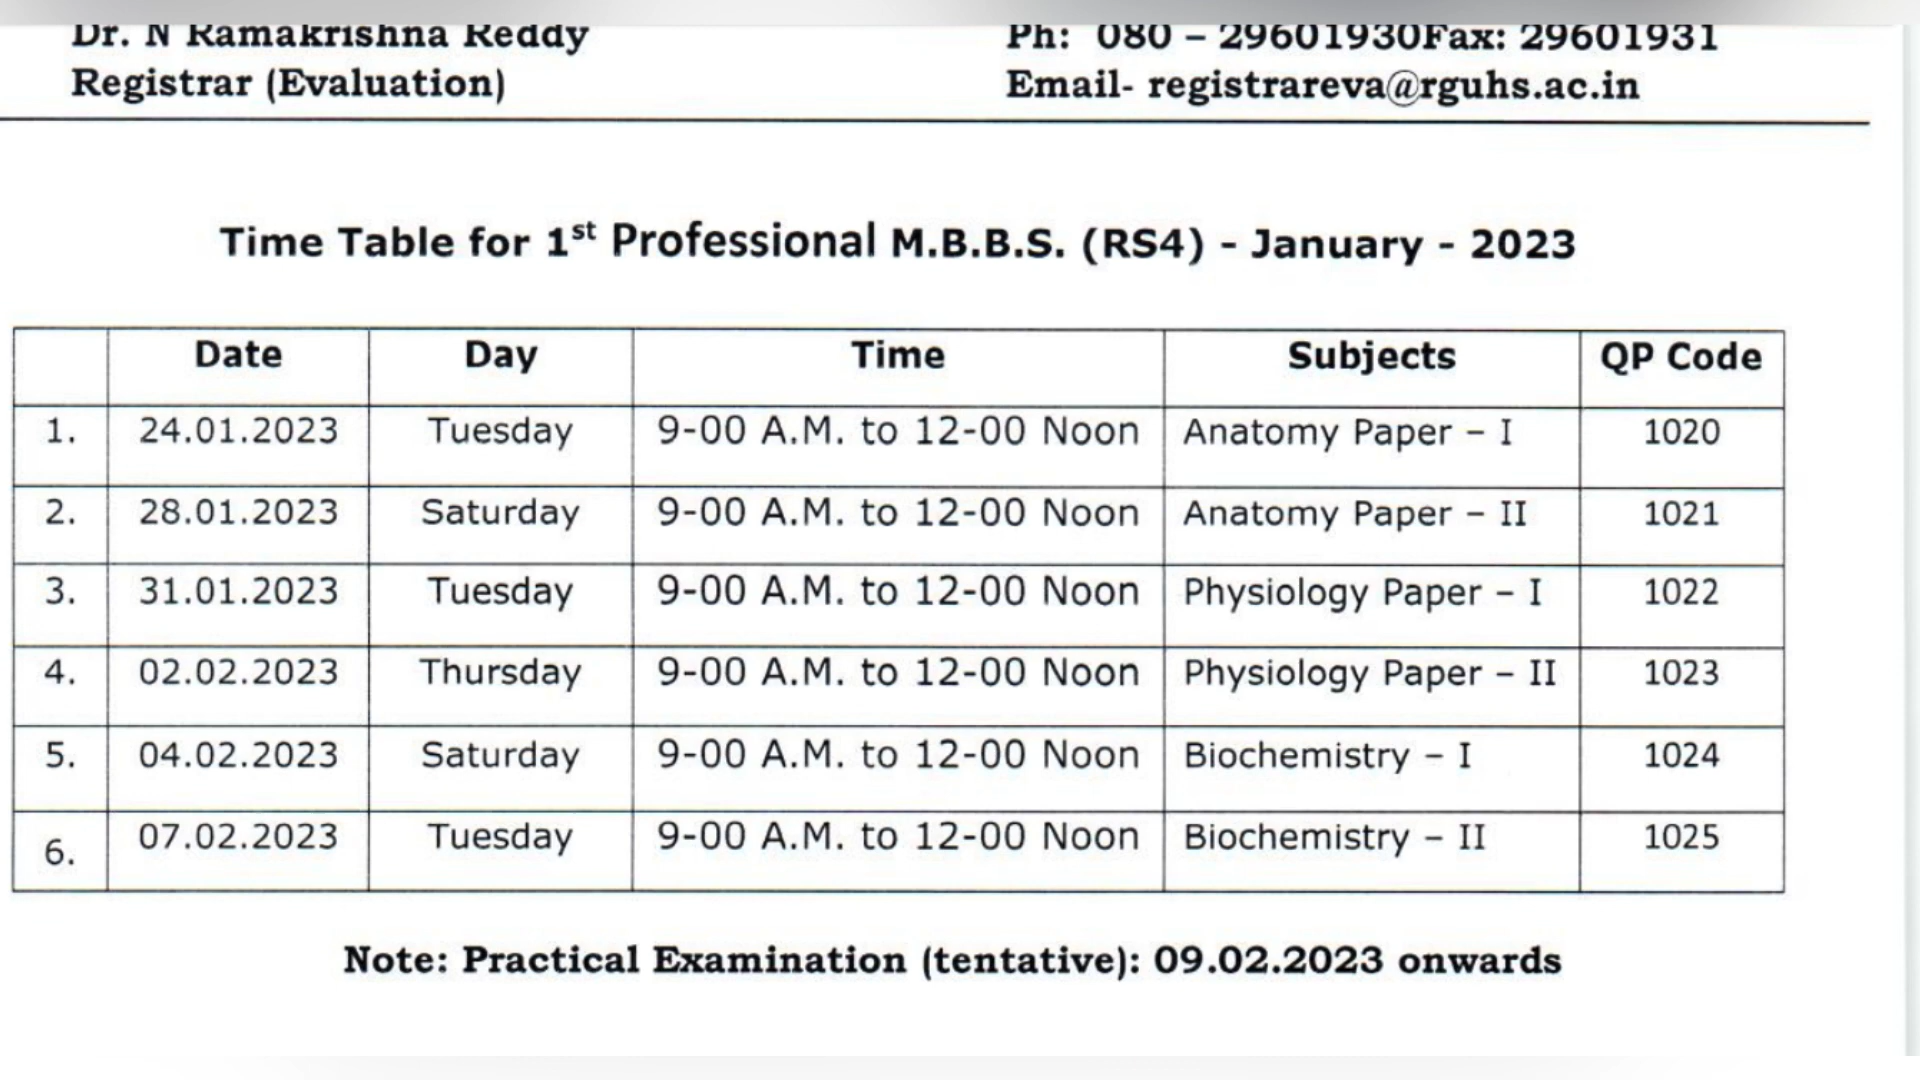 Dr. N Ramakrishna Reddy
Registrar (Evaluation)
Ph: 080 – 29601930Fax: 29601931
Email- registrareva@rguhs.ac.in
Time Table for 1st Professional M.B.B.S. (RS4) - January - 2023
Date Day Time Subjects QP Code
1. 24.01.2023 Tuesday 9-00 A.M. to 12-00 Noon Anatomy Paper – I 1020
2. 28.01.2023 Saturday 9-00 A.M. to 12-00 Noon Anatomy Paper – II 1021
3. 31.01.2023 Tuesday 9-00 A.M. to 12-00 Noon Physiology Paper – I 1022
4. 02.02.2023 Thursday 9-00 A.M. to 12-00 Noon Physiology Paper – II 1023
5. 04.02.2023 Saturday 9-00 A.M. to 12-00 Noon Biochemistry – I 1024
6. 07.02.2023 Tuesday 9-00 A.M. to 12-00 Noon Biochemistry – II 1025
Note: Practical Examination (tentative): 09.02.2023 onwards